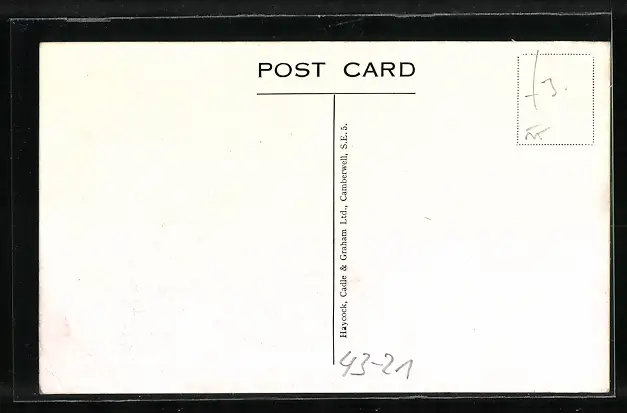 POST CARD
Haycock, Cadle & Graham Ltd., Camberwell, S.E.5.
43-21